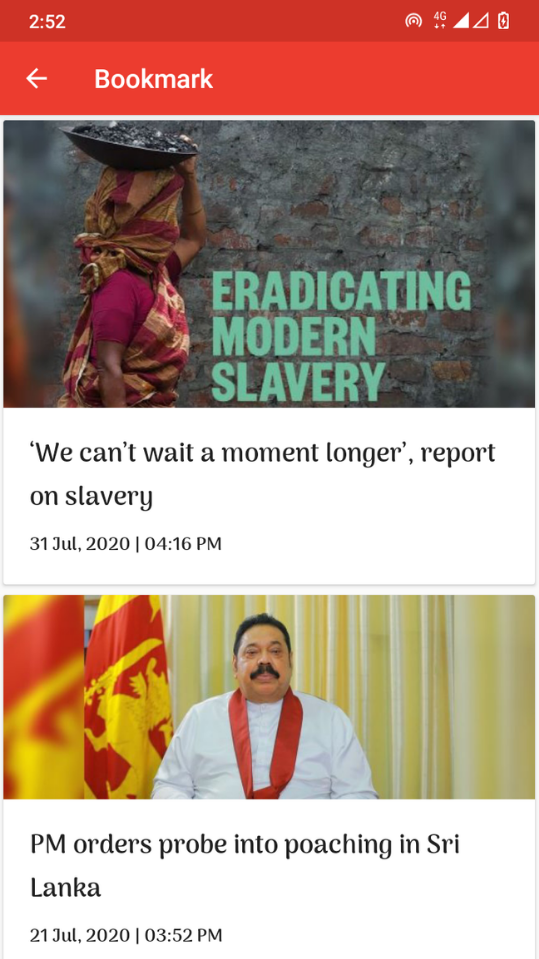 2:52
4G
Bookmark
ERADICATING
MODERN
SLAVERY
‘We can’t wait a moment longer’, report
on slavery
31 Jul, 2020 | 04:16 PM
PM orders probe into poaching in Sri
Lanka
21 Jul, 2020 | 03:52 PM